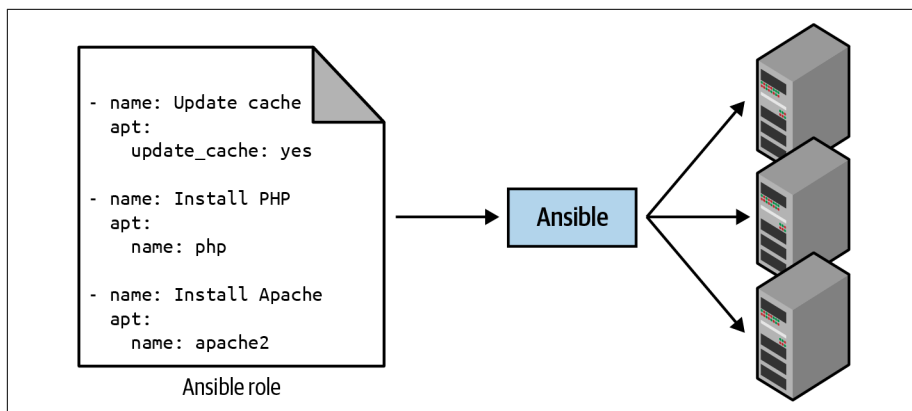 - name: Update cache
  apt:
    update_cache: yes
- name: Install PHP
  apt:
    name: php
- name: Install Apache
  apt:
    name: apache2
Ansible role
Ansible